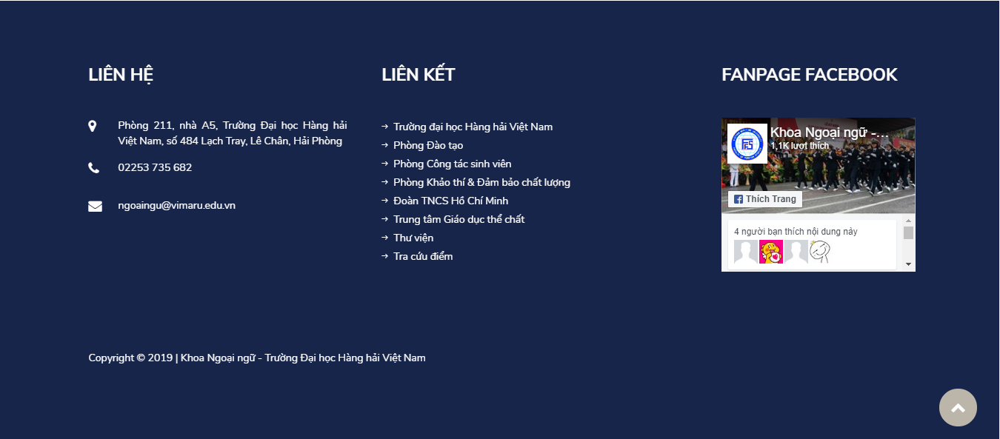 LIÊN HỆ
Phòng 211, nhà A5, Trường Đại học Hàng hải
Việt Nam, số 484 Lạch Tray, Lê Chân, Hải Phòng
02253 735 682
ngoaingu@vimaru.edu.vn
LIÊN KẾT
Trường đại học Hàng hải Việt Nam
Phòng Đào tạo
Phòng Công tác sinh viên
Phòng Khảo thí & Đảm bảo chất lượng
Đoàn TNCS Hồ Chí Minh
Trung tâm Giáo dục thể chất
Thư viện
Tra cứu điểm
FANPAGE FACEBOOK
Khoa Ngoại ngữ -...
1,1K lượt thích
Thích Trang
4 người bạn thích nội dung này
Copyright © 2019 | Khoa Ngoại ngữ - Trường Đại học Hàng hải Việt Nam